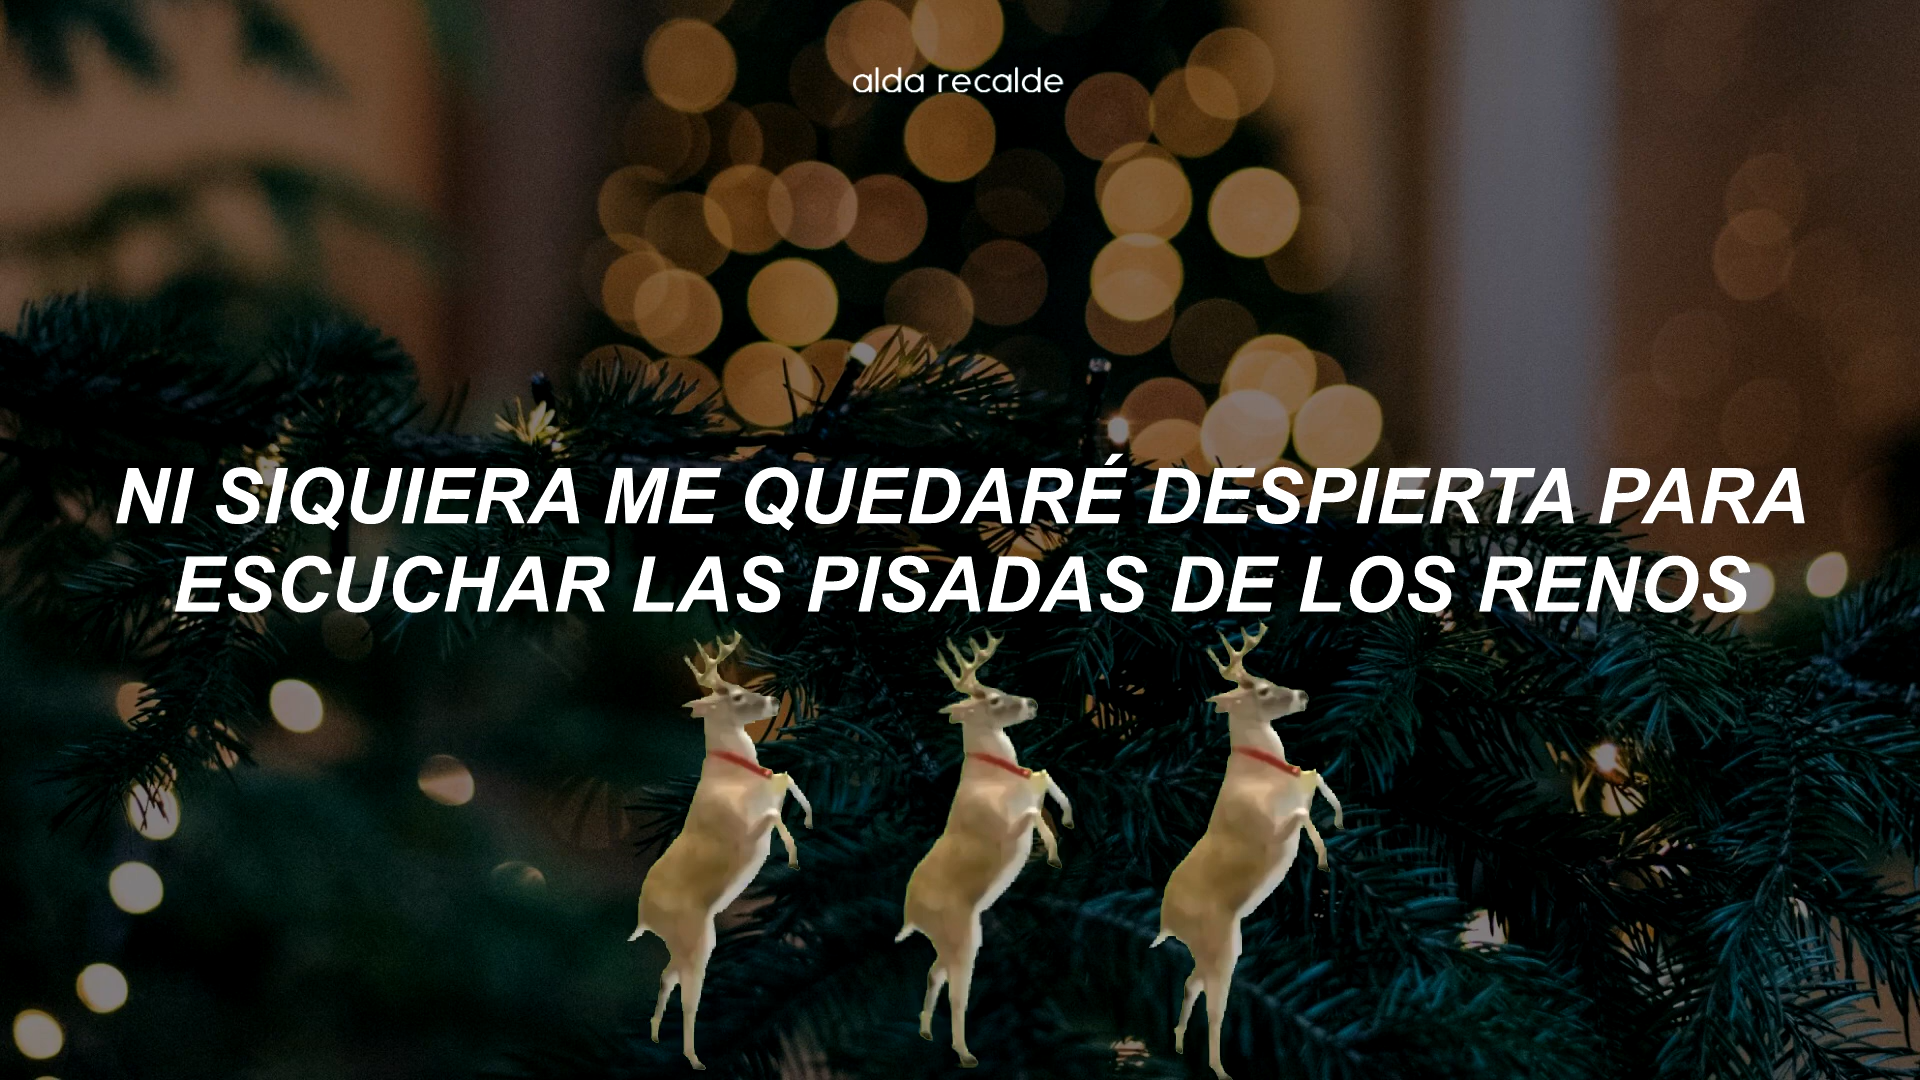 alda recalde
NI SIQUIERA ME QUEDARÉ DESPIERTA PARA
ESCUCHAR LAS PISADAS DE LOS RENOS